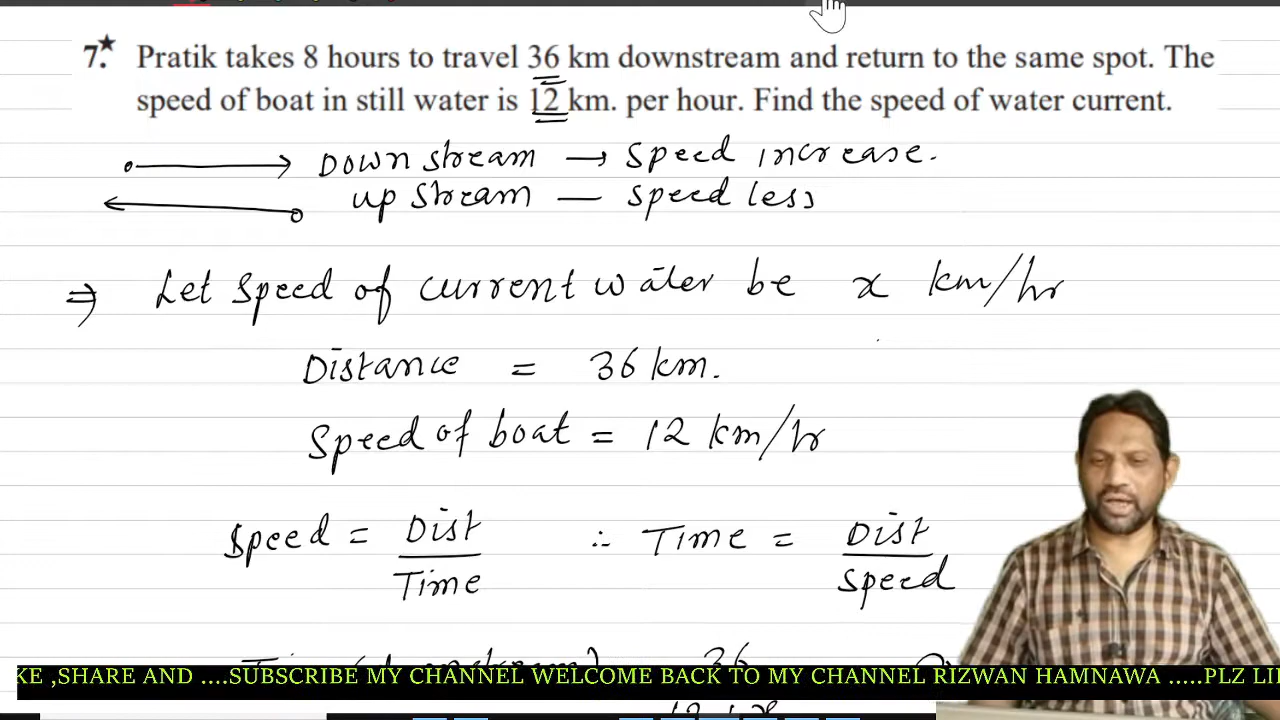 7.★ Pratik takes 8 hours to travel 36 km downstream and return to the same spot. The
speed of boat in still water is 12 km. per hour. Find the speed of water current.
Down stream → Speed increase.
up stream — Speed less
⇒ Let Speed of current water be x km/hr
Distance = 36 km.
Speed of boat = 12 km/hr
Speed = Dist / Time ∴ Time = Dist / Speed
36
KE ,SHARE AND ....SUBSCRIBE MY CHANNEL WELCOME BACK TO MY CHANNEL RIZWAN HAMNAWA .....PLZ LI